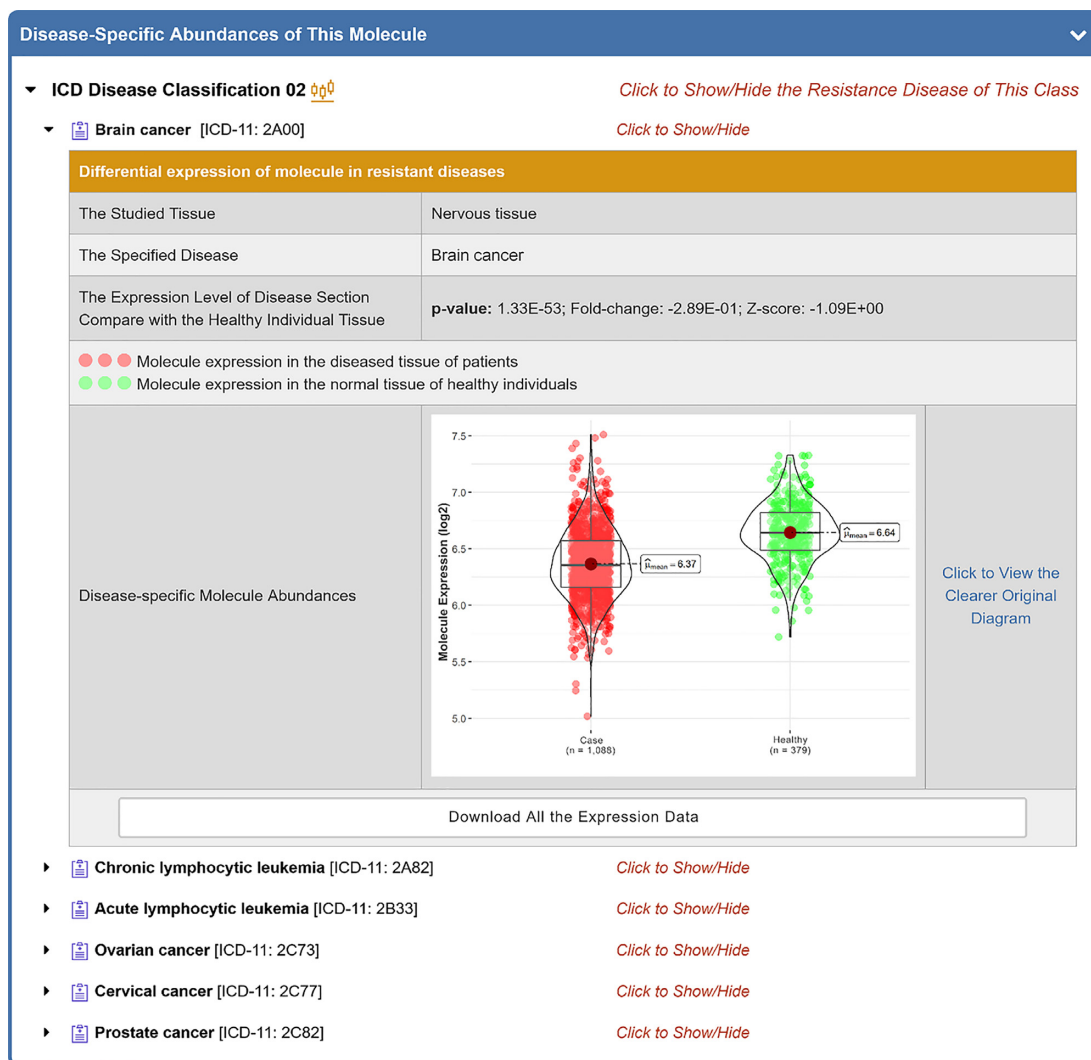 Disease-Specific Abundances of This Molecule
ICD Disease Classification 02 Click to Show/Hide the Resistance Disease of This Class
Brain cancer [ICD-11: 2A00] Click to Show/Hide
Differential expression of molecule in resistant diseases
The Studied Tissue Nervous tissue
The Specified Disease Brain cancer
The Expression Level of Disease Section
Compare with the Healthy Individual Tissue
p-value: 1.33E-53; Fold-change: -2.89E-01; Z-score: -1.09E+00
Molecule expression in the diseased tissue of patients
Molecule expression in the normal tissue of healthy individuals
Disease-specific Molecule Abundances
Molecule Expression (log2)
7.5
7.0
6.5
6.0
5.5
5.0
μ̂mean = 6.37
μ̂mean = 6.64
Case
(n = 1,088)
Healthy
(n = 379)
Click to View the
Clearer Original
Diagram
Download All the Expression Data
Chronic lymphocytic leukemia [ICD-11: 2A82] Click to Show/Hide
Acute lymphocytic leukemia [ICD-11: 2B33] Click to Show/Hide
Ovarian cancer [ICD-11: 2C73] Click to Show/Hide
Cervical cancer [ICD-11: 2C77] Click to Show/Hide
Prostate cancer [ICD-11: 2C82] Click to Show/Hide